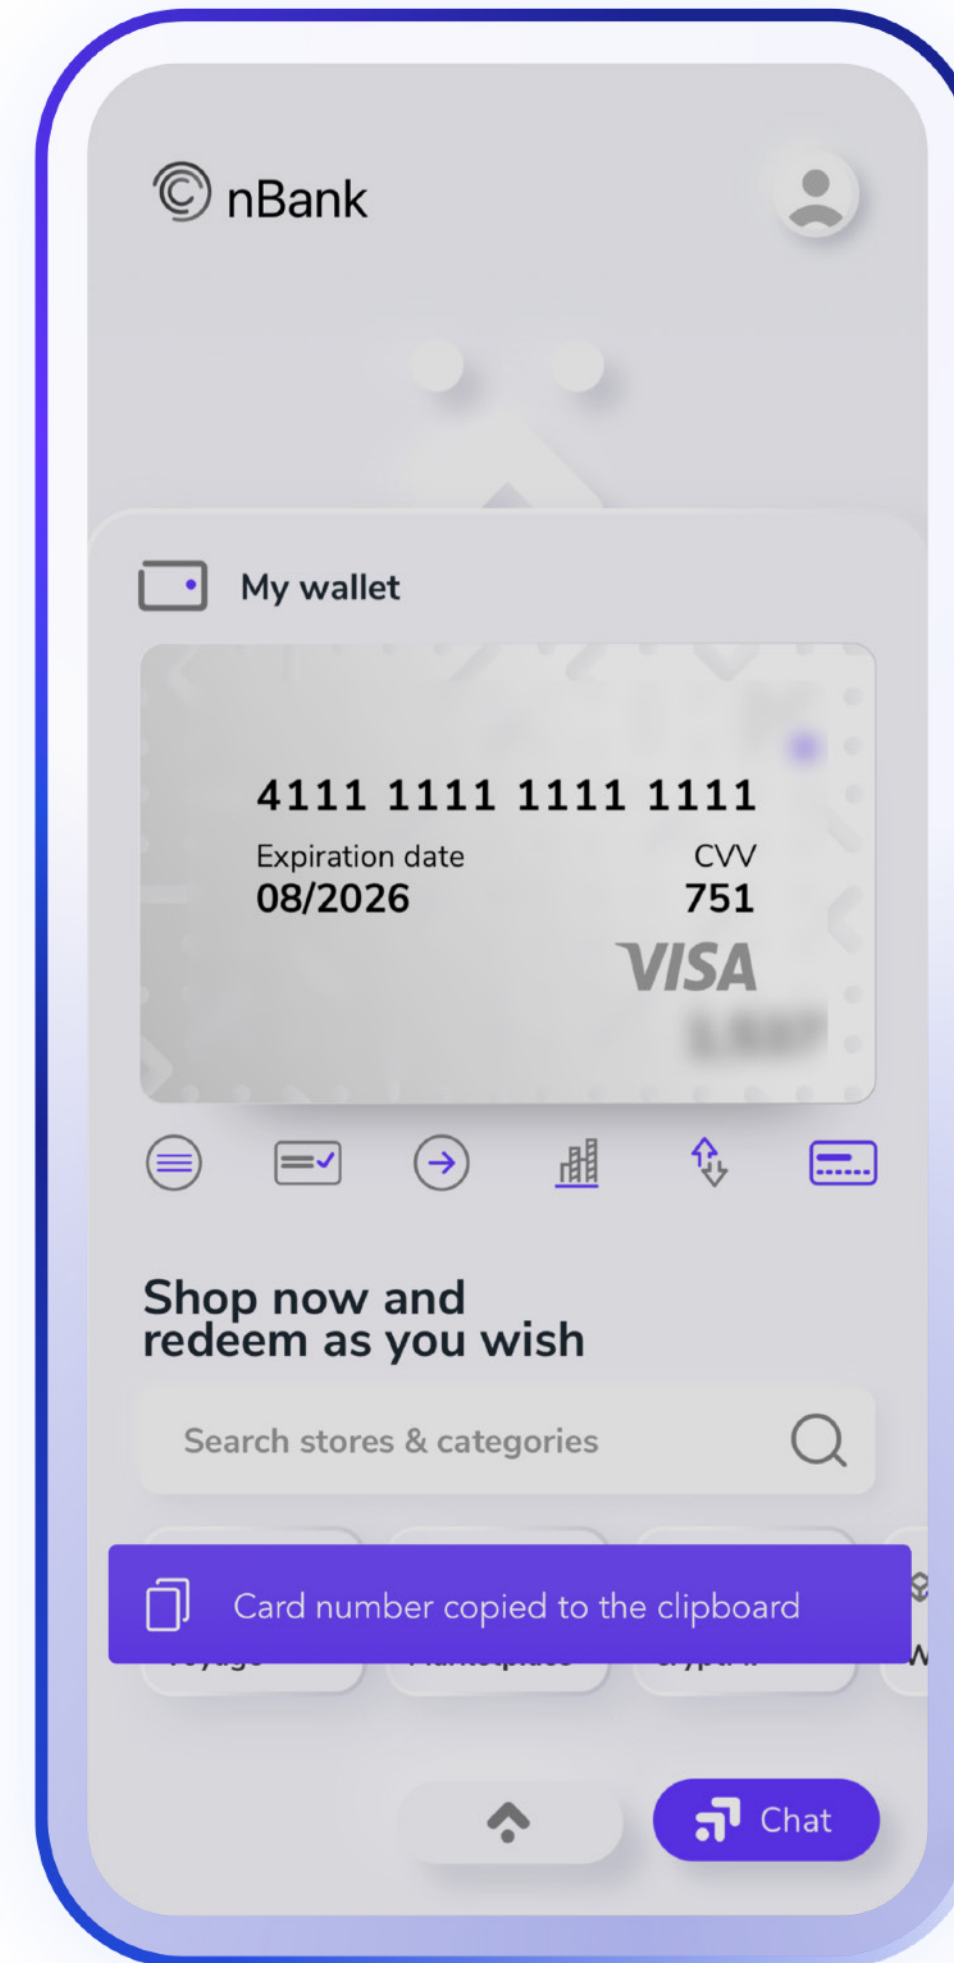 nBank
My wallet
4111 1111 1111 1111
Expiration date CVV
08/2026 751
VISA
Shop now and
redeem as you wish
Search stores & categories
Card number copied to the clipboard
Chat